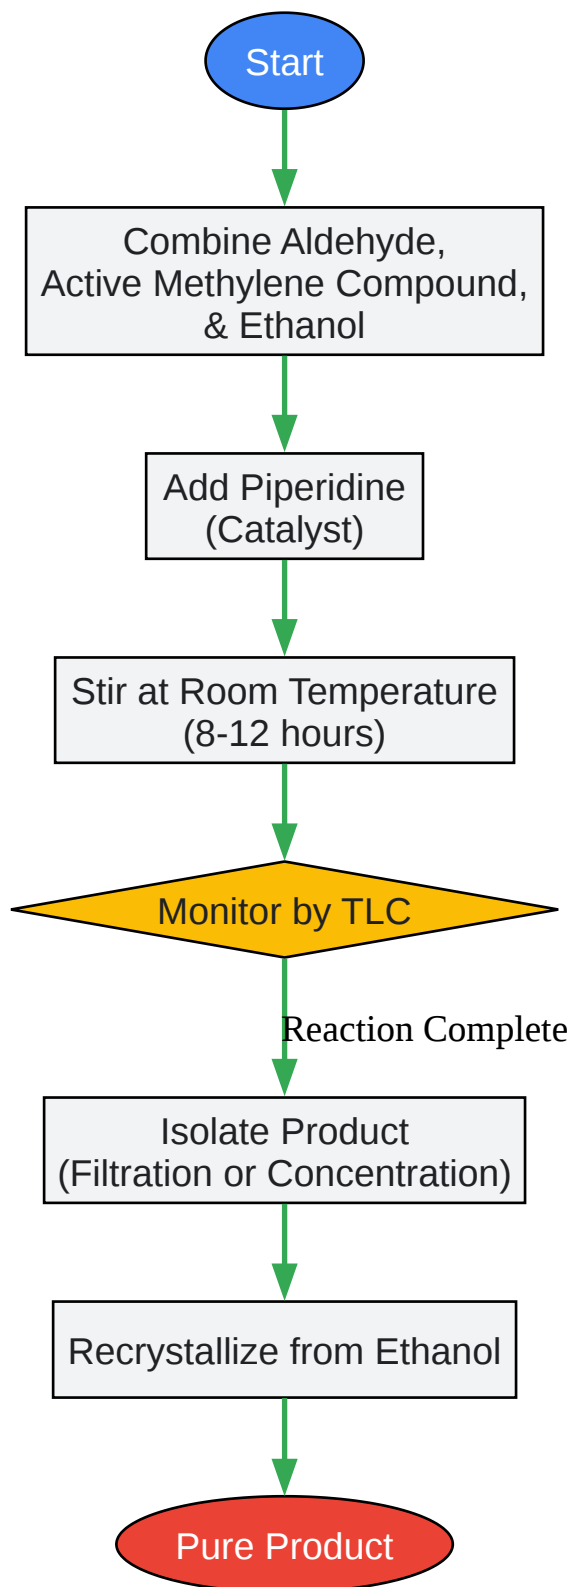 Start
Combine Aldehyde,
Active Methylene Compound,
& Ethanol
Add Piperidine
(Catalyst)
Stir at Room Temperature
(8-12 hours)
Monitor by TLC
Reaction Complete
Isolate Product
(Filtration or Concentration)
Recrystallize from Ethanol
Pure Product